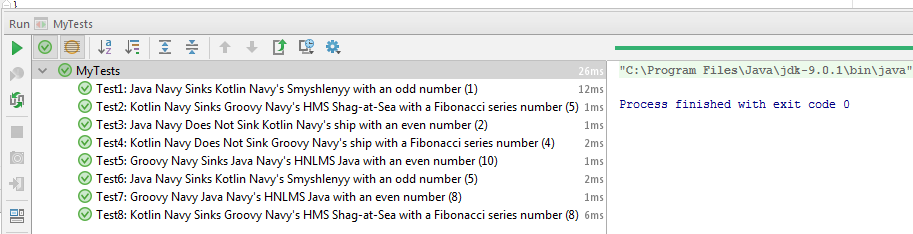 }
Run MyTests
MyTests 26ms
Test1: Java Navy Sinks Kotlin Navy's Smyshlenyy with an odd number (1) 12ms
Test2: Kotlin Navy Sinks Groovy Navy's HMS Shag-at-Sea with a Fibonacci series number (5) 1ms
Test3: Java Navy Does Not Sink Kotlin Navy's ship with an even number (2) 1ms
Test4: Kotlin Navy Does Not Sink Groovy Navy's ship with a Fibonacci series number (4) 2ms
Test5: Groovy Navy Sinks Java Navy's HNLMS Java with an even number (10) 1ms
Test6: Java Navy Sinks Kotlin Navy's Smyshlenyy with an odd number (5) 2ms
Test7: Groovy Navy Java Navy's HNLMS Java with an even number (8) 1ms
Test8: Kotlin Navy Sinks Groovy Navy's HMS Shag-at-Sea with a Fibonacci series number (8) 6ms
"C:\Program Files\Java\jdk-9.0.1\bin\java"
Process finished with exit code 0